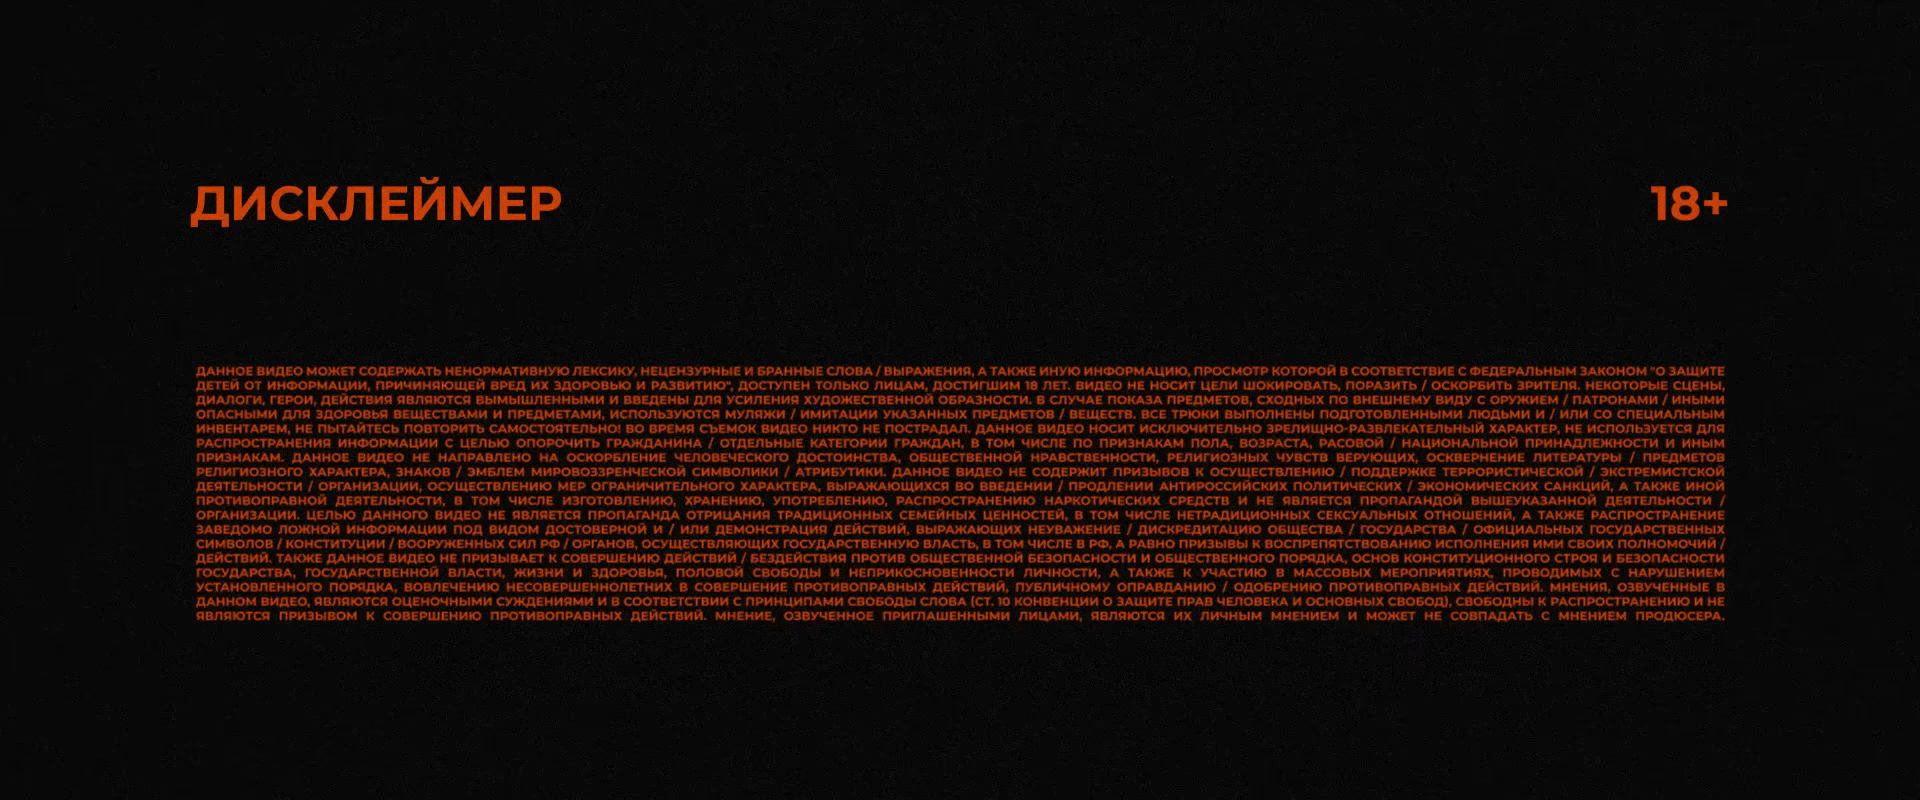 ДИСКЛЕЙМЕР
18+
ДАННОЕ ВИДЕО МОЖЕТ СОДЕРЖАТЬ НЕНОРМАТИВНУЮ ЛЕКСИКУ, НЕЦЕНЗУРНЫЕ И БРАННЫЕ СЛОВА / ВЫРАЖЕНИЯ, А ТАКЖЕ ИНУЮ ИНФОРМАЦИЮ, ПРОСМОТР КОТОРОЙ В СООТВЕТСТВИЕ С ФЕДЕРАЛЬНЫМ ЗАКОНОМ "О ЗАЩИТЕ
ДЕТЕЙ ОТ ИНФОРМАЦИИ, ПРИЧИНЯЮЩЕЙ ВРЕД ИХ ЗДОРОВЬЮ И РАЗВИТИЮ", ДОСТУПЕН ТОЛЬКО ЛИЦАМ, ДОСТИГШИМ 18 ЛЕТ. ВИДЕО НЕ НОСИТ ЦЕЛИ ШОКИРОВАТЬ, ПОРАЗИТЬ / ОСКОРБИТЬ ЗРИТЕЛЯ. НЕКОТОРЫЕ СЦЕНЫ,
ДИАЛОГИ, ГЕРОИ, ДЕЙСТВИЯ ЯВЛЯЮТСЯ ВЫМЫШЛЕННЫМИ И ВВЕДЕНЫ ДЛЯ УСИЛЕНИЯ ХУДОЖЕСТВЕННОЙ ОБРАЗНОСТИ. В СЛУЧАЕ ПОКАЗА ПРЕДМЕТОВ, СХОДНЫХ ПО ВНЕШНЕМУ ВИДУ С ОРУЖИЕМ / ПАТРОНАМИ / ИНЫМИ
ОПАСНЫМИ ДЛЯ ЗДОРОВЬЯ ВЕЩЕСТВАМИ И ПРЕДМЕТАМИ, ИСПОЛЬЗУЮТСЯ МУЛЯЖИ / ИМИТАЦИИ УКАЗАННЫХ ПРЕДМЕТОВ / ВЕЩЕСТВ. ВСЕ ТРЮКИ ВЫПОЛНЕНЫ ПОДГОТОВЛЕННЫМИ ЛЮДЬМИ И / ИЛИ СО СПЕЦИАЛЬНЫМ
ИНВЕНТАРЕМ, НЕ ПЫТАЙТЕСЬ ПОВТОРИТЬ САМОСТОЯТЕЛЬНО! ВО ВРЕМЯ СЪЕМОК ВИДЕО НИКТО НЕ ПОСТРАДАЛ. ДАННОЕ ВИДЕО НОСИТ ИСКЛЮЧИТЕЛЬНО ЗРЕЛИЩНО-РАЗВЛЕКАТЕЛЬНЫЙ ХАРАКТЕР, НЕ ИСПОЛЬЗУЕТСЯ ДЛЯ
РАСПРОСТРАНЕНИЯ ИНФОРМАЦИИ С ЦЕЛЬЮ ОПОРОЧИТЬ ГРАЖДАНИНА / ОТДЕЛЬНЫЕ КАТЕГОРИИ ГРАЖДАН, В ТОМ ЧИСЛЕ ПО ПРИЗНАКАМ ПОЛА, ВОЗРАСТА, РАСОВОЙ / НАЦИОНАЛЬНОЙ ПРИНАДЛЕЖНОСТИ И ИНЫМ
ПРИЗНАКАМ. ДАННОЕ ВИДЕО НЕ НАПРАВЛЕНО НА ОСКОРБЛЕНИЕ ЧЕЛОВЕЧЕСКОГО ДОСТОИНСТВА, ОБЩЕСТВЕННОЙ НРАВСТВЕННОСТИ, РЕЛИГИОЗНЫХ ЧУВСТВ ВЕРУЮЩИХ, ОСКВЕРНЕНИЕ ЛИТЕРАТУРЫ / ПРЕДМЕТОВ
РЕЛИГИОЗНОГО ХАРАКТЕРА, ЗНАКОВ / ЭМБЛЕМ МИРОВОЗЗРЕНЧЕСКОЙ СИМВОЛИКИ / АТРИБУТИКИ. ДАННОЕ ВИДЕО НЕ СОДЕРЖИТ ПРИЗЫВОВ К ОСУЩЕСТВЛЕНИЮ / ПОДДЕРЖКЕ ТЕРРОРИСТИЧЕСКОЙ / ЭКСТРЕМИСТСКОЙ
ДЕЯТЕЛЬНОСТИ / ОРГАНИЗАЦИИ, ОСУЩЕСТВЛЕНИЮ МЕР ОГРАНИЧИТЕЛЬНОГО ХАРАКТЕРА, ВЫРАЖАЮЩИХСЯ ВО ВВЕДЕНИИ / ПРОДЛЕНИИ АНТИРОССИЙСКИХ ПОЛИТИЧЕСКИХ / ЭКОНОМИЧЕСКИХ САНКЦИЙ, А ТАКЖЕ ИНОЙ
ПРОТИВОПРАВНОЙ ДЕЯТЕЛЬНОСТИ, В ТОМ ЧИСЛЕ ИЗГОТОВЛЕНИЮ, ХРАНЕНИЮ, УПОТРЕБЛЕНИЮ, РАСПРОСТРАНЕНИЮ НАРКОТИЧЕСКИХ СРЕДСТВ И НЕ ЯВЛЯЕТСЯ ПРОПАГАНДОЙ ВЫШЕУКАЗАННОЙ ДЕЯТЕЛЬНОСТИ /
ОРГАНИЗАЦИИ. ЦЕЛЬЮ ДАННОГО ВИДЕО НЕ ЯВЛЯЕТСЯ ПРОПАГАНДА ОТРИЦАНИЯ ТРАДИЦИОННЫХ СЕМЕЙНЫХ ЦЕННОСТЕЙ, В ТОМ ЧИСЛЕ НЕТРАДИЦИОННЫХ СЕКСУАЛЬНЫХ ОТНОШЕНИЙ, А ТАКЖЕ РАСПРОСТРАНЕНИЕ
ЗАВЕДОМО ЛОЖНОЙ ИНФОРМАЦИИ ПОД ВИДОМ ДОСТОВЕРНОЙ И / ИЛИ ДЕМОНСТРАЦИЯ ДЕЙСТВИЙ, ВЫРАЖАЮЩИХ НЕУВАЖЕНИЕ / ДИСКРЕДИТАЦИЮ ОБЩЕСТВА / ГОСУДАРСТВА / ОФИЦИАЛЬНЫХ ГОСУДАРСТВЕННЫХ
СИМВОЛОВ / КОНСТИТУЦИИ / ВООРУЖЕННЫХ СИЛ РФ / ОРГАНОВ, ОСУЩЕСТВЛЯЮЩИХ ГОСУДАРСТВЕННУЮ ВЛАСТЬ, В ТОМ ЧИСЛЕ В РФ, А РАВНО ПРИЗЫВЫ К ВОСПРЕПЯТСТВОВАНИЮ ИСПОЛНЕНИЯ ИМИ СВОИХ ПОЛНОМОЧИЙ /
ДЕЙСТВИЙ. ТАКЖЕ ДАННОЕ ВИДЕО НЕ ПРИЗЫВАЕТ К СОВЕРШЕНИЮ ДЕЙСТВИЙ / БЕЗДЕЙСТВИЯ ПРОТИВ ОБЩЕСТВЕННОЙ БЕЗОПАСНОСТИ И ОБЩЕСТВЕННОГО ПОРЯДКА, ОСНОВ КОНСТИТУЦИОННОГО СТРОЯ И БЕЗОПАСНОСТИ
ГОСУДАРСТВА, ГОСУДАРСТВЕННОЙ ВЛАСТИ, ЖИЗНИ И ЗДОРОВЬЯ, ПОЛОВОЙ СВОБОДЫ И НЕПРИКОСНОВЕННОСТИ ЛИЧНОСТИ, А ТАКЖЕ К УЧАСТИЮ В МАССОВЫХ МЕРОПРИЯТИЯХ, ПРОВОДИМЫХ С НАРУШЕНИЕМ
УСТАНОВЛЕННОГО ПОРЯДКА, ВОВЛЕЧЕНИЮ НЕСОВЕРШЕННОЛЕТНИХ В СОВЕРШЕНИЕ ПРОТИВОПРАВНЫХ ДЕЙСТВИЙ, ПУБЛИЧНОМУ ОПРАВДАНИЮ / ОДОБРЕНИЮ ПРОТИВОПРАВНЫХ ДЕЙСТВИЙ. МНЕНИЯ, ОЗВУЧЕННЫЕ В
ДАННОМ ВИДЕО, ЯВЛЯЮТСЯ ОЦЕНОЧНЫМИ СУЖДЕНИЯМИ И В СООТВЕТСТВИИ С ПРИНЦИПАМИ СВОБОДЫ СЛОВА (СТ. 10 КОНВЕНЦИИ О ЗАЩИТЕ ПРАВ ЧЕЛОВЕКА И ОСНОВНЫХ СВОБОД), СВОБОДНЫ К РАСПРОСТРАНЕНИЮ И НЕ
ЯВЛЯЮТСЯ ПРИЗЫВОМ К СОВЕРШЕНИЮ ПРОТИВОПРАВНЫХ ДЕЙСТВИЙ. МНЕНИЕ, ОЗВУЧЕННОЕ ПРИГЛАШЕННЫМИ ЛИЦАМИ, ЯВЛЯЮТСЯ ИХ ЛИЧНЫМ МНЕНИЕМ И МОЖЕТ НЕ СОВПАДАТЬ С МНЕНИЕМ ПРОДЮСЕРА.